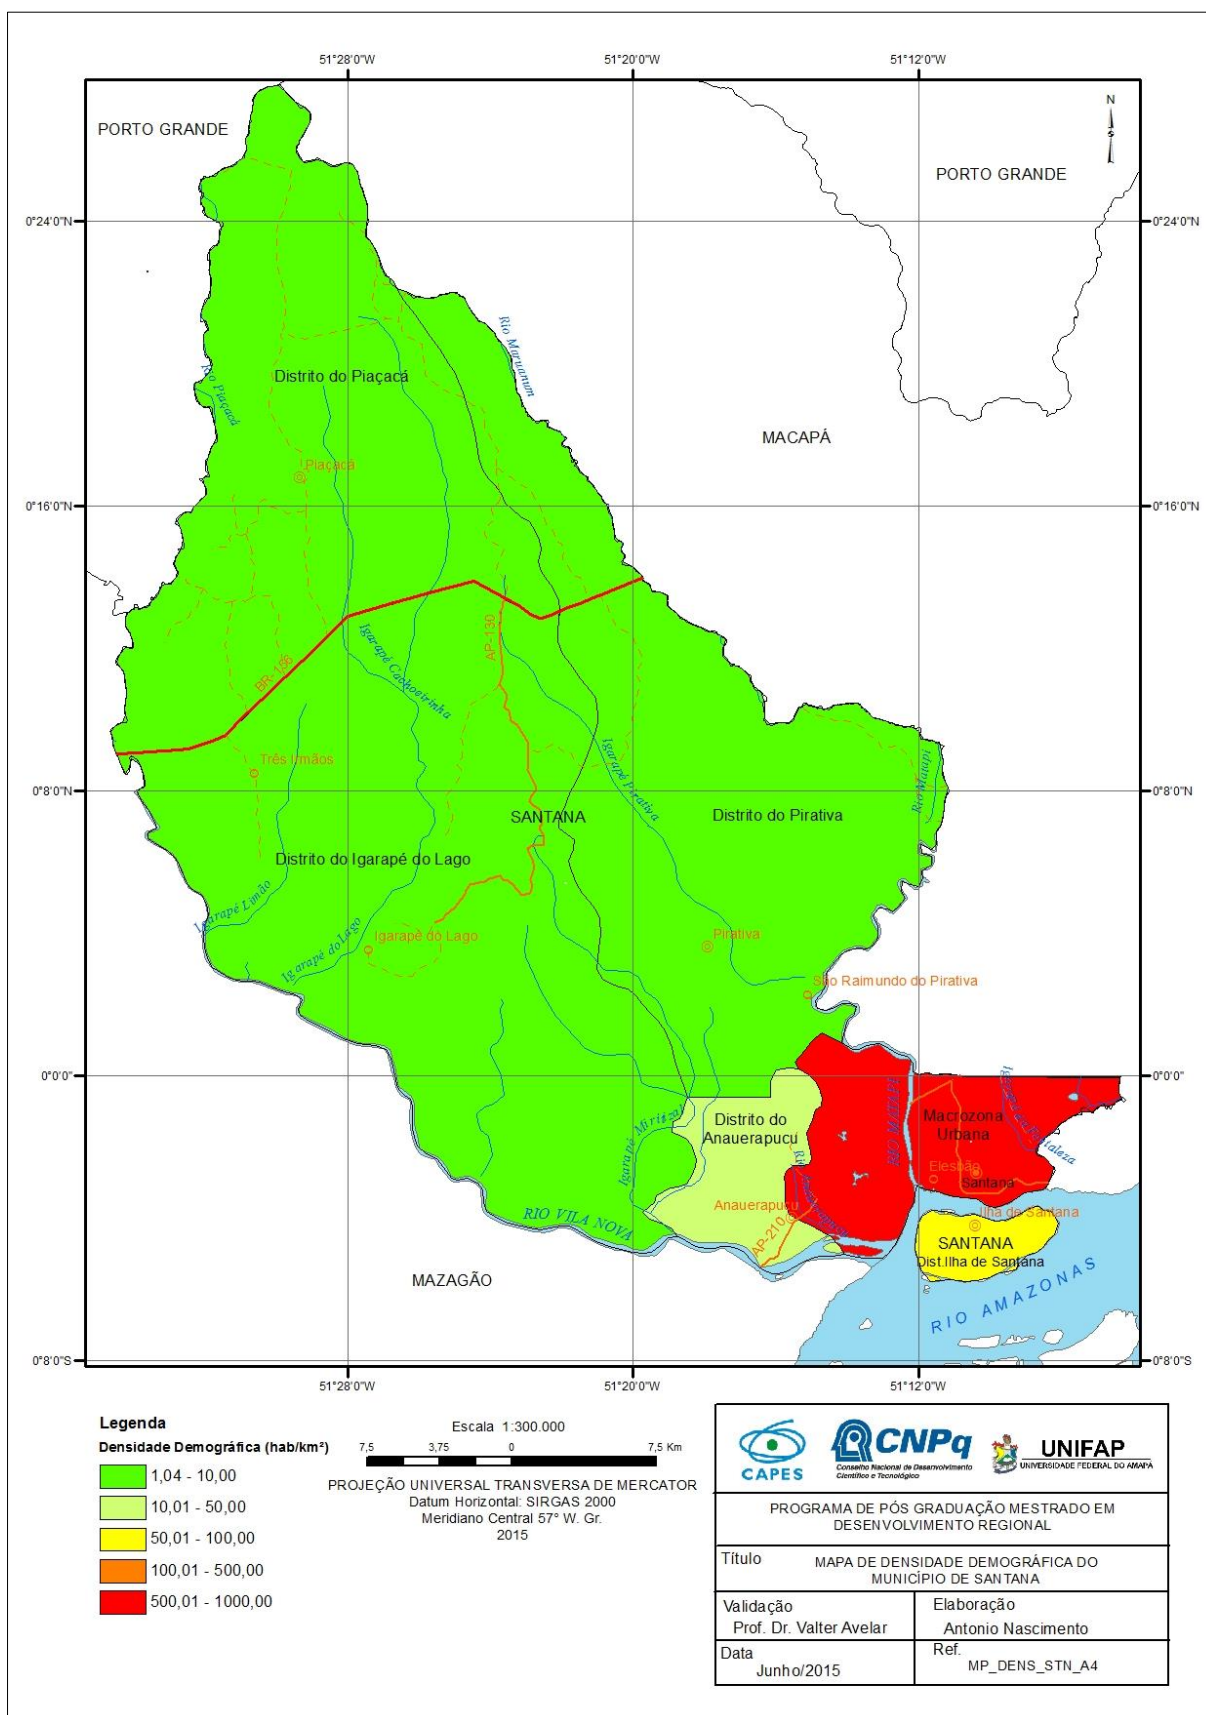 51°28'0"W
51°20'0"W
51°12'0"W
PORTO GRANDE
N
S
PORTO GRANDE
0°24'0"N
0°24'0"N
Rio Maruanum
Rio Piaçacá
Distrito do Piaçacá
MACAPÁ
Piaçacá
0°16'0"N
0°16'0"N
Igarapé Cachoeirinha
AP-130
BR-156
Três Irmãos
Igarapé Pirativa
Rio Matapi
0°8'0"N
0°8'0"N
SANTANA
Distrito do Pirativa
Distrito do Igarapé do Lago
Igarapé Limão
Igarapé do Lago
Igarapé do Lago
Pirativa
São Raimundo do Pirativa
0°0'0"
0°0'0"
Igarapé Miritizal
Distrito do
Anauerapucu
RIO MATAPI
Macrozona
Urbana
Fortaleza
Elesbão
Santana
Anauerapucu
Rio Anauerapucu
AP-210
RIO VILA NOVA
Ilha de Santana
SANTANA
Dist.Ilha de Santana
MAZAGÃO
RIO AMAZONAS
0°8'0"S
0°8'0"S
51°28'0"W
51°20'0"W
51°12'0"W
Legenda
Densidade Demográfica (hab/km²)
1,04 - 10,00
10,01 - 50,00
50,01 - 100,00
100,01 - 500,00
500,01 - 1000,00
Escala 1:300.000
7,5 3,75 0 7,5 Km
PROJEÇÃO UNIVERSAL TRANSVERSA DE MERCATOR
Datum Horizontal: SIRGAS 2000
Meridiano Central 57° W. Gr.
2015
CAPES
CNPq
Conselho Nacional de Desenvolvimento
Científico e Tecnológico
UNIFAP
UNIVERSIDADE FEDERAL DO AMAPÁ
PROGRAMA DE PÓS GRADUAÇÃO MESTRADO EM
DESENVOLVIMENTO REGIONAL
Título MAPA DE DENSIDADE DEMOGRÁFICA DO
MUNICÍPIO DE SANTANA
Validação
Prof. Dr. Valter Avelar
Elaboração
Antonio Nascimento
Data
Junho/2015
Ref.
MP_DENS_STN_A4